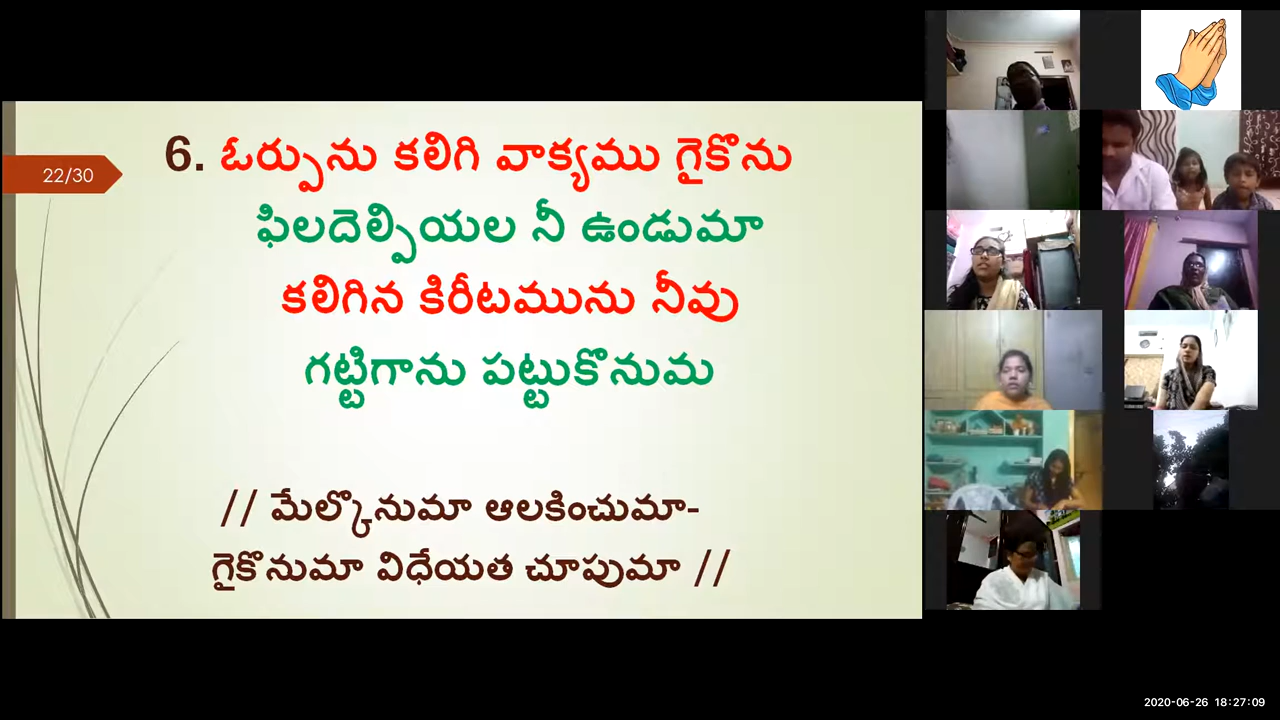 22/30
6. ఓర్పును కలిగి వాక్యము గైకొను
ఫిలదెల్పియల నీ ఉండుమా
కలిగిన కిరీటమును నీవు
గట్టిగాను పట్టుకొనుమ
// మేల్కొనుమా ఆలకించుమా-
గైకొనుమా విధేయత చూపుమా //
2020-06-26 18:27:09